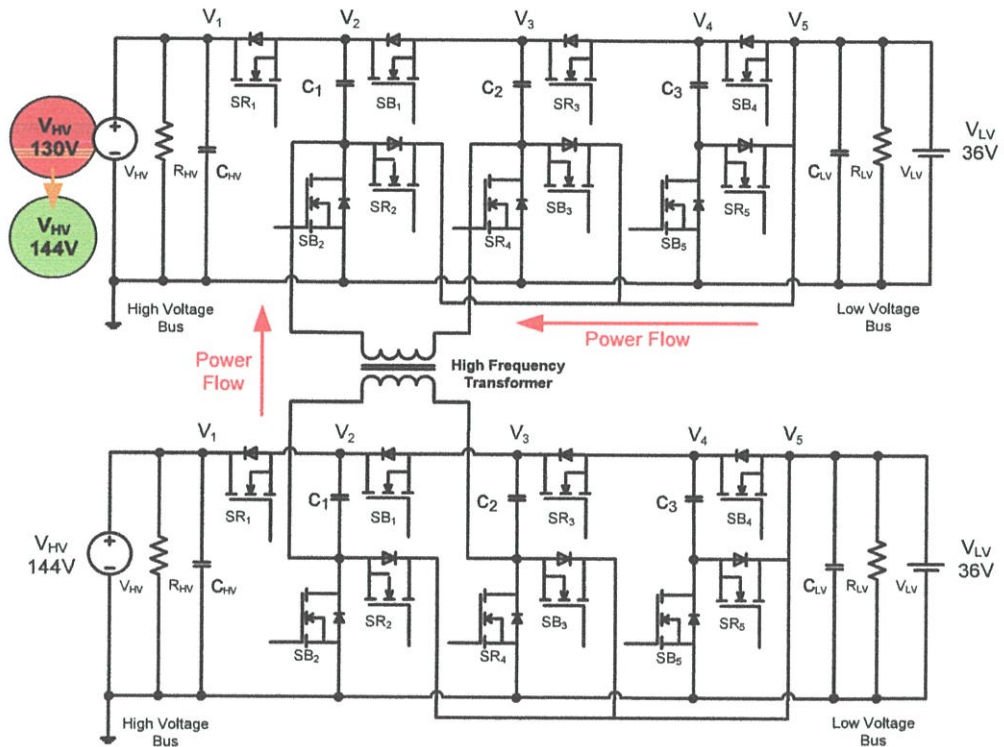 V1 V2 V3 V4 V5
C1 SB1 C2 SR3 C3 SB4
SR1
VHV
130V
VHV
144V
VHV RHV CHV
SR2 SB3 SR5
SB2 SR4 SB5
CLV RLV VLV
VLV
36V
High Voltage
Bus
Low Voltage
Bus
Power
Flow
Power Flow
High Frequency
Transformer
V1 V2 V3 V4 V5
C1 SB1 C2 SR3 C3 SB4
SR1
VHV
144V
VHV RHV CHV
SR2 SB3 SR5
SB2 SR4 SB5
CLV RLV VLV
VLV
36V
High Voltage
Bus
Low Voltage
Bus